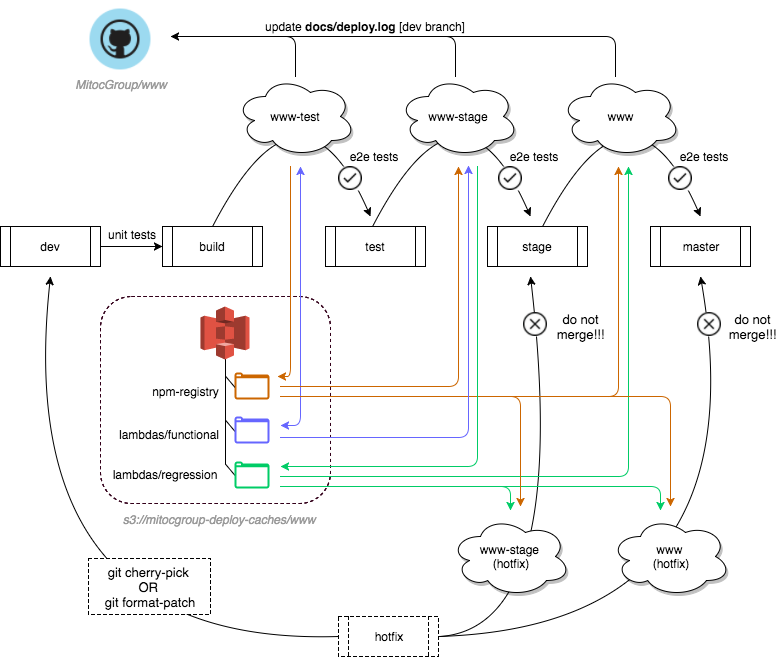 update docs/deploy.log [dev branch]
MitocGroup/www
www-test
www-stage
www
e2e tests
e2e tests
e2e tests
unit tests
dev
build
test
stage
master
do not
merge!!!
do not
merge!!!
npm-registry
lambdas/functional
lambdas/regression
s3://mitocgroup-deploy-caches/www
www-stage
(hotfix)
www
(hotfix)
git cherry-pick
OR
git format-patch
hotfix